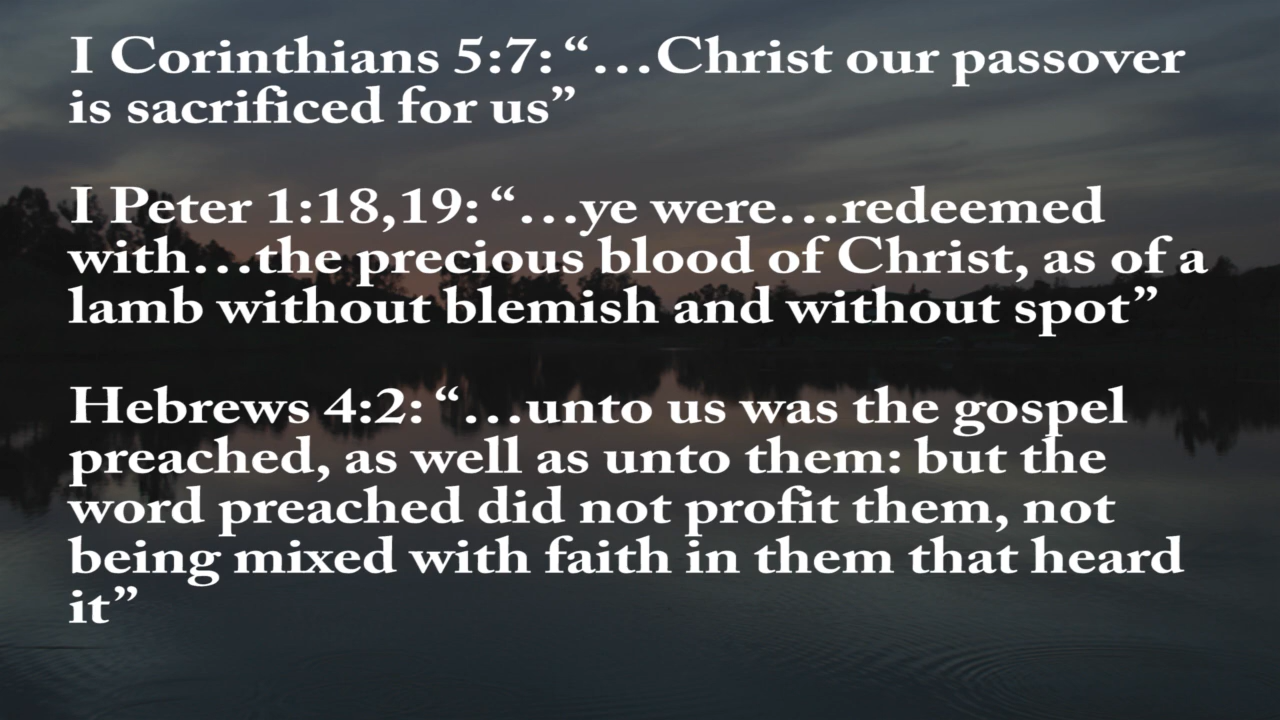 I Corinthians 5:7: “…Christ our passover
is sacrificed for us”
I Peter 1:18,19: “…ye were…redeemed
with…the precious blood of Christ, as of a
lamb without blemish and without spot”
Hebrews 4:2: “…unto us was the gospel
preached, as well as unto them: but the
word preached did not profit them, not
being mixed with faith in them that heard
it”